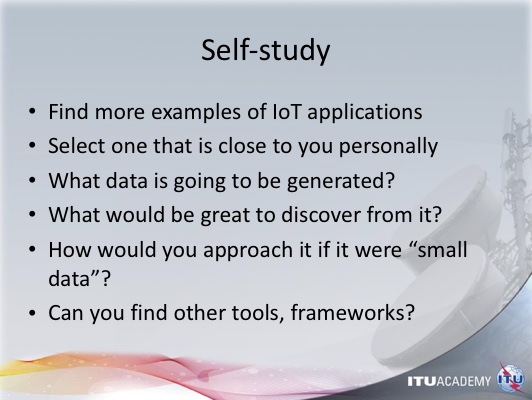 Self-study
• Find more examples of IoT applications
• Select one that is close to you personally
• What data is going to be generated?
• What would be great to discover from it?
• How would you approach it if it were “small
data”?
• Can you find other tools, frameworks?
ITUACADEMY ITU